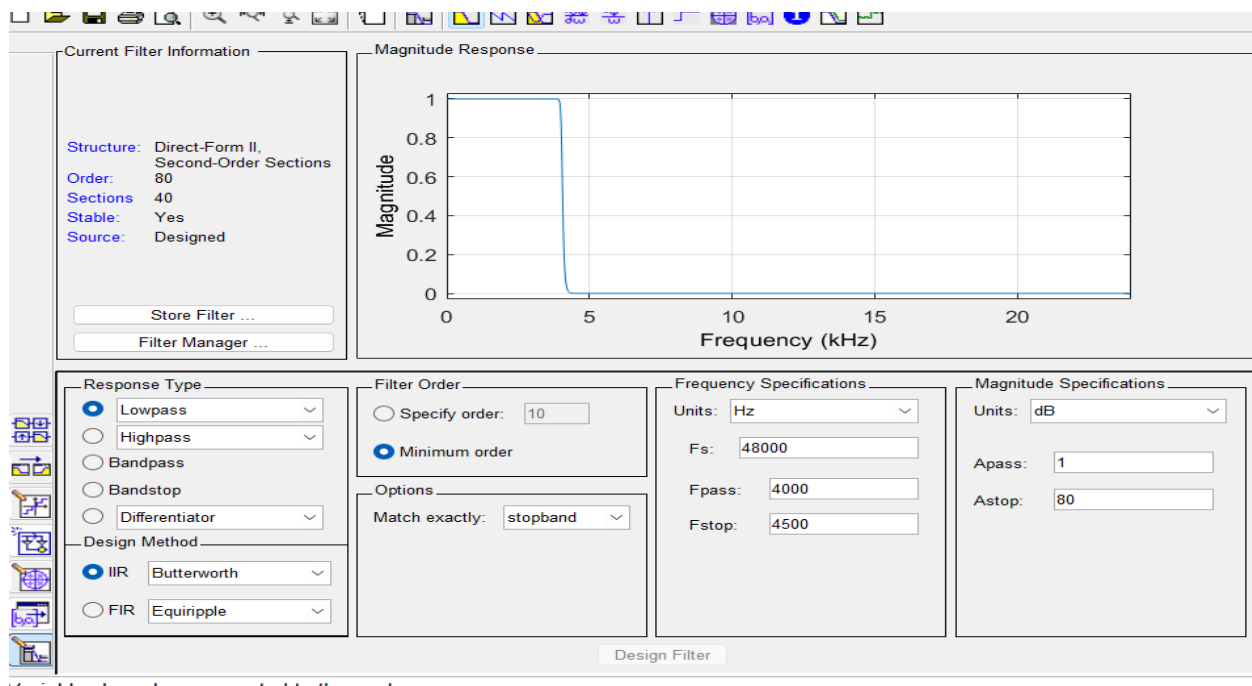 Current Filter Information
Structure: Direct-Form II,
Second-Order Sections
Order: 80
Sections 40
Stable: Yes
Source: Designed
Store Filter ...
Filter Manager ...
Magnitude Response
1
0.8
0.6
0.4
0.2
0
Magnitude
0 5 10 15 20
Frequency (kHz)
Response Type
Lowpass
Highpass
Bandpass
Bandstop
Differentiator
Design Method
IIR Butterworth
FIR Equiripple
Filter Order
Specify order: 10
Minimum order
Options
Match exactly: stopband
Frequency Specifications
Units: Hz
Fs: 48000
Fpass: 4000
Fstop: 4500
Magnitude Specifications
Units: dB
Apass: 1
Astop: 80
Design Filter